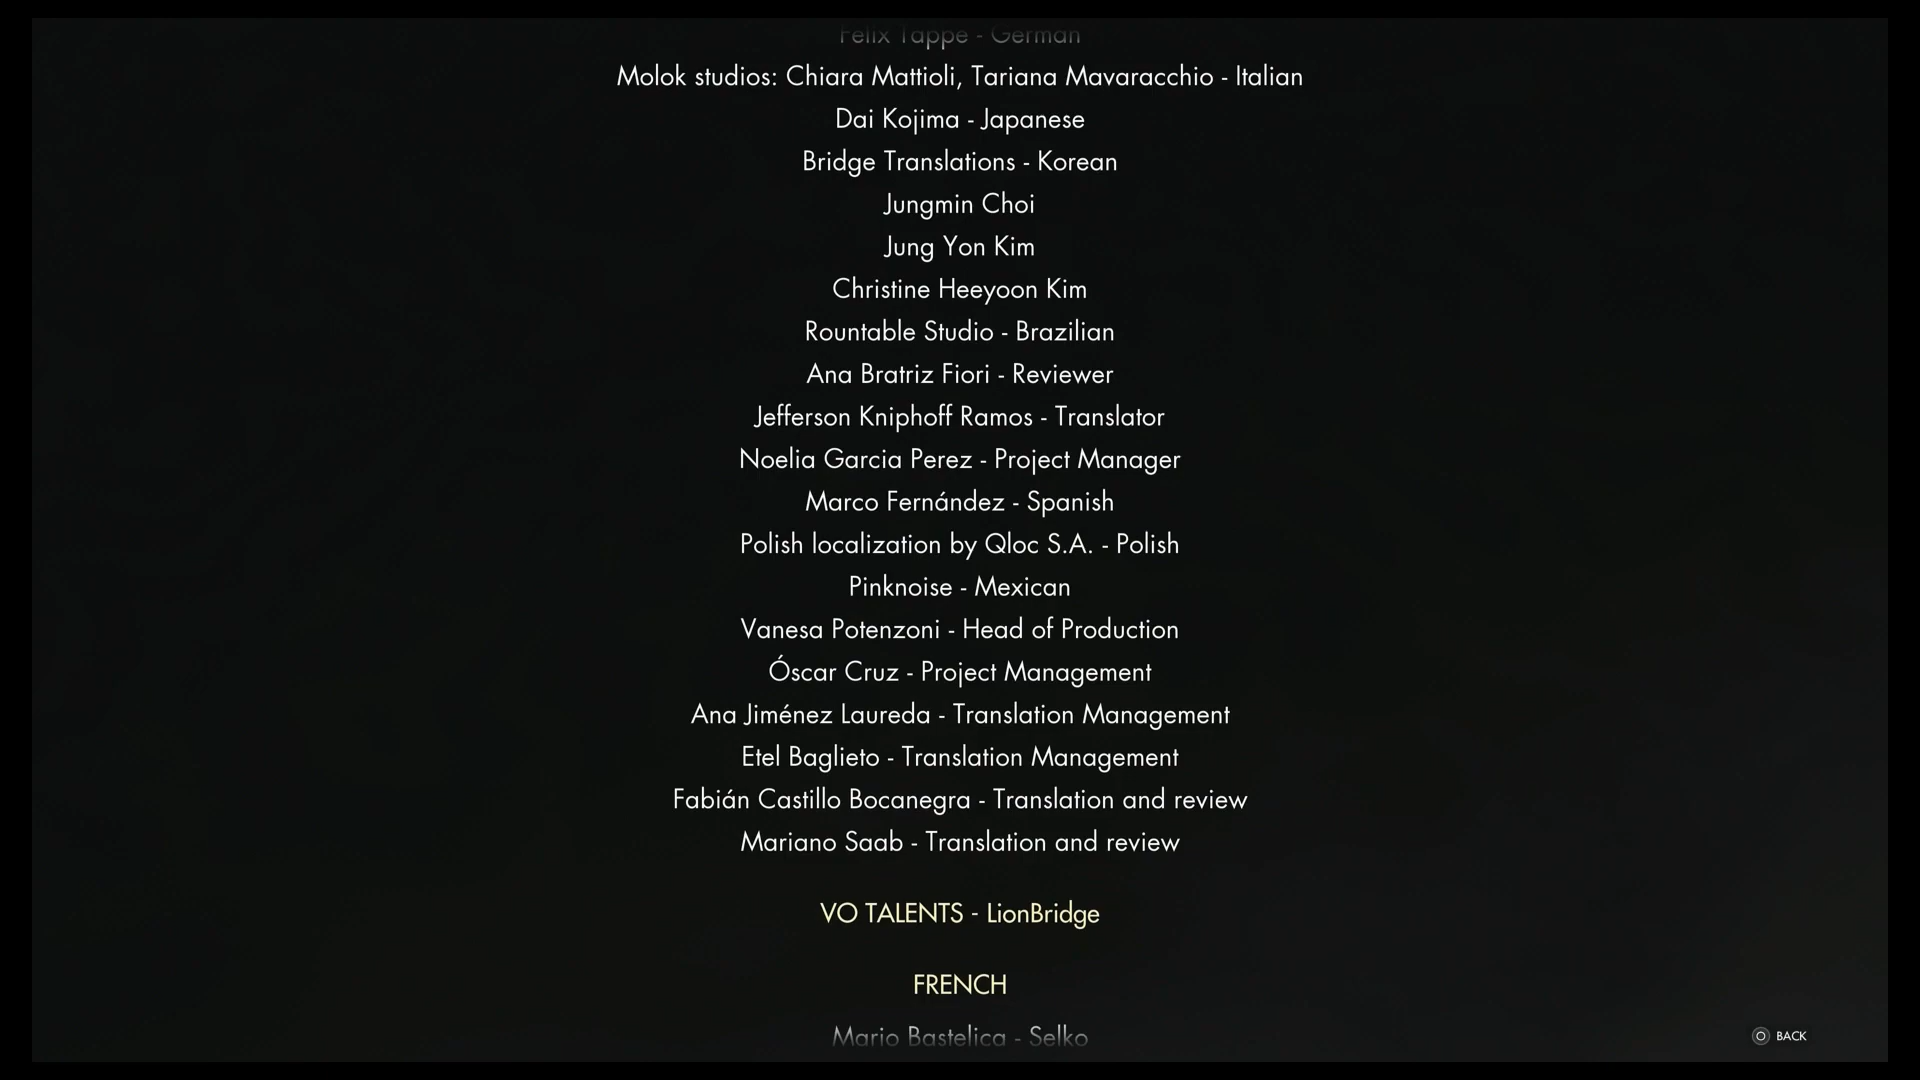 Felix Tappe - German
Molok studios: Chiara Mattioli, Tariana Mavaracchio - Italian
Dai Kojima - Japanese
Bridge Translations - Korean
Jungmin Choi
Jung Yon Kim
Christine Heeyoon Kim
Rountable Studio - Brazilian
Ana Bratriz Fiori - Reviewer
Jefferson Kniphoff Ramos - Translator
Noelia Garcia Perez - Project Manager
Marco Fernández - Spanish
Polish localization by Qloc S.A. - Polish
Pinknoise - Mexican
Vanesa Potenzoni - Head of Production
Óscar Cruz - Project Management
Ana Jiménez Laureda - Translation Management
Etel Baglieto - Translation Management
Fabián Castillo Bocanegra - Translation and review
Mariano Saab - Translation and review
VO TALENTS - LionBridge
FRENCH
Mario Bastelica - Selko
BACK